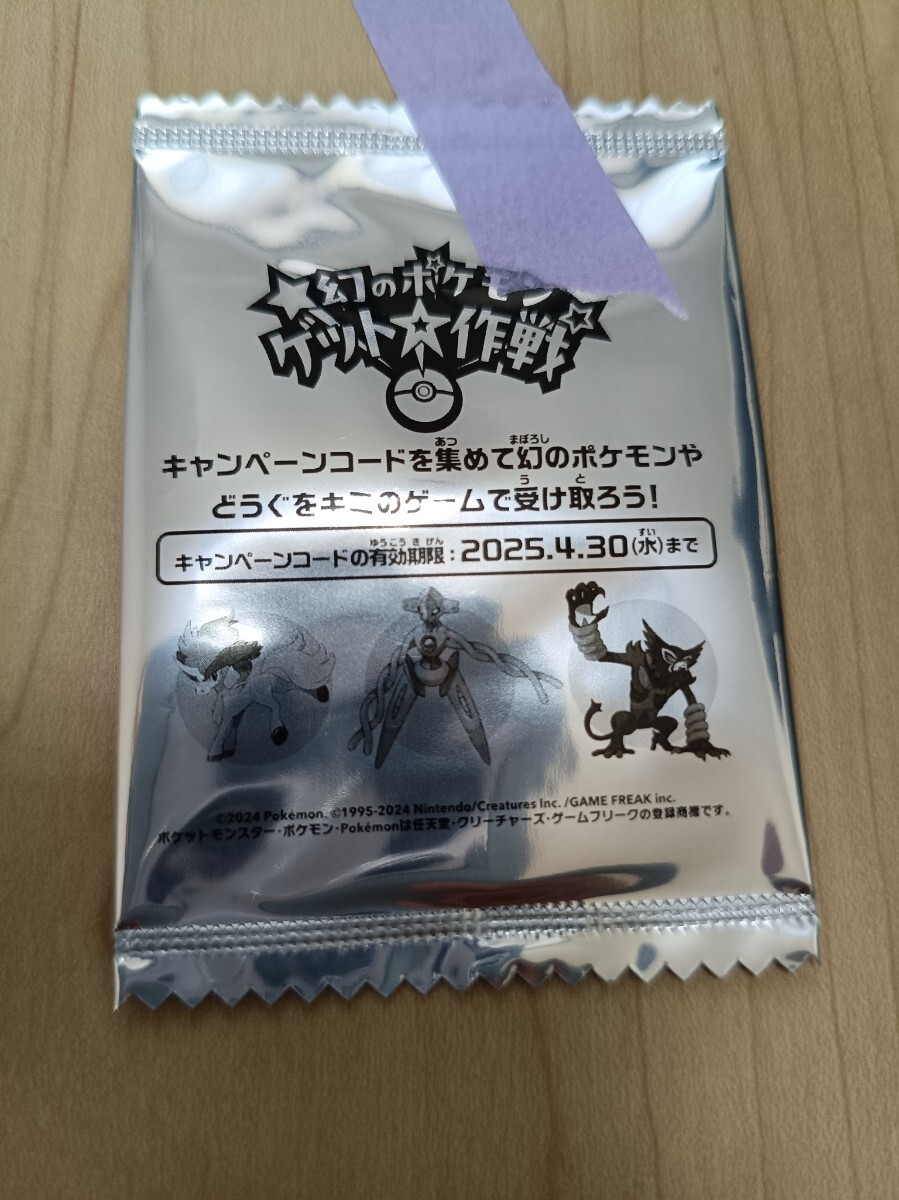 幻のポケモン
ゲット☆作戦
キャンペーンコードを集めて幻のポケモンや
あつ
まぼろし
どうぐをキミのゲームで受け取ろう!
う
と
キャンペーンコードの有効期限:2025.4.30(水)まで
ゆうこうきげん
すい
©2024 Pokémon. ©1995-2024 Nintendo/Creatures Inc. /GAME FREAK inc.
ポケットモンスター・ポケモン・Pokémonは任天堂・クリーチャーズ・ゲームフリークの登録商標です。